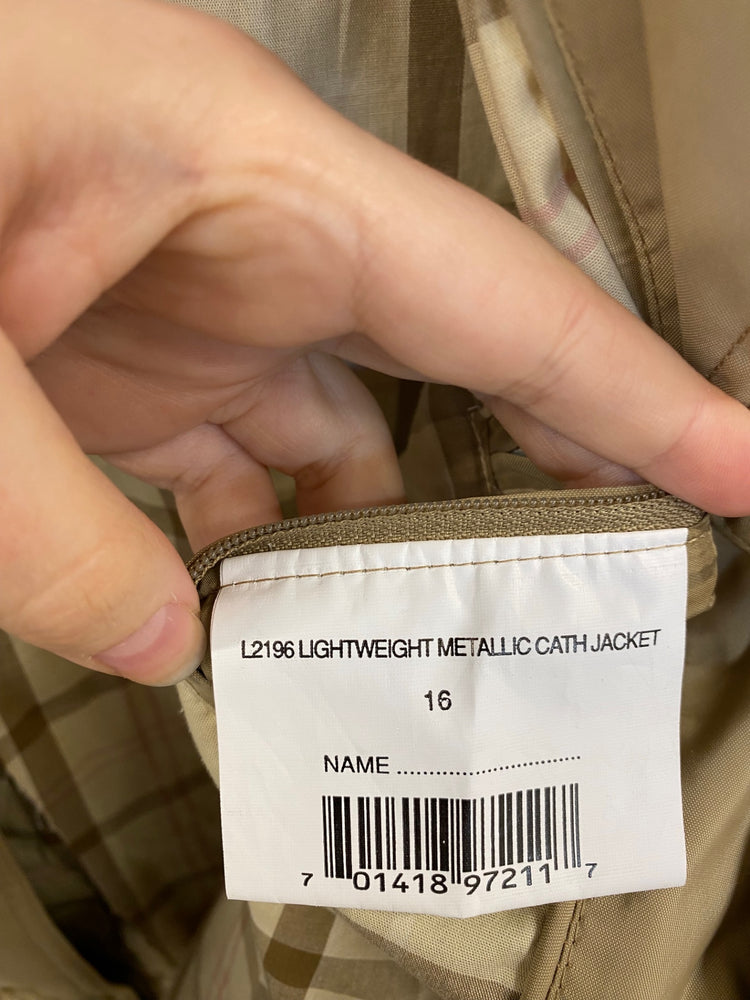 L2196 LIGHTWEIGHT METALLIC CATH JACKET
16
NAME ..............................
7 01418 97211 7